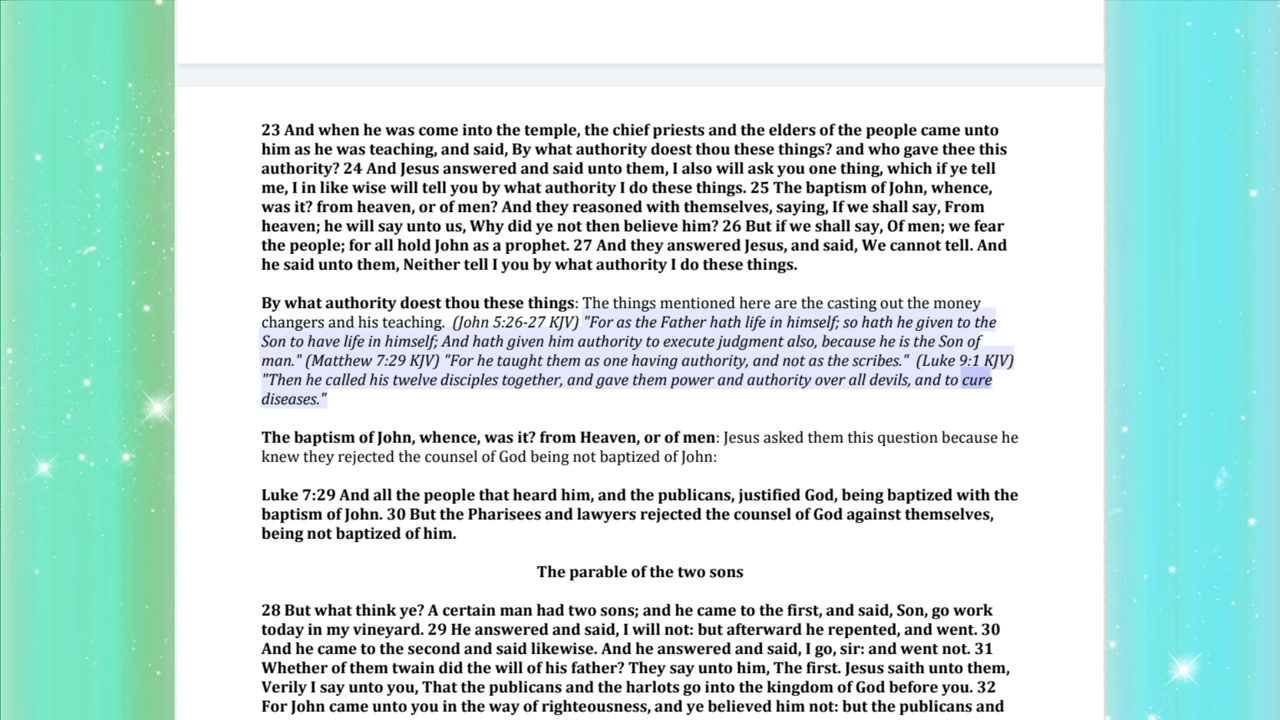 23 And when he was come into the temple, the chief priests and the elders of the people came unto
him as he was teaching, and said, By what authority doest thou these things? and who gave thee this
authority? 24 And Jesus answered and said unto them, I also will ask you one thing, which if ye tell
me, I in like wise will tell you by what authority I do these things. 25 The baptism of John, whence,
was it? from heaven, or of men? And they reasoned with themselves, saying, If we shall say, From
heaven; he will say unto us, Why did ye not then believe him? 26 But if we shall say, Of men; we fear
the people; for all hold John as a prophet. 27 And they answered Jesus, and said, We cannot tell. And
he said unto them, Neither tell I you by what authority I do these things.
By what authority doest thou these things: The things mentioned here are the casting out the money
changers and his teaching. (John 5:26-27 KJV) "For as the Father hath life in himself; so hath he given to the
Son to have life in himself; And hath given him authority to execute judgment also, because he is the Son of
man." (Matthew 7:29 KJV) "For he taught them as one having authority, and not as the scribes." (Luke 9:1 KJV)
"Then he called his twelve disciples together, and gave them power and authority over all devils, and to cure
diseases."
The baptism of John, whence, was it? from Heaven, or of men: Jesus asked them this question because he
knew they rejected the counsel of God being not baptized of John:
Luke 7:29 And all the people that heard him, and the publicans, justified God, being baptized with the
baptism of John. 30 But the Pharisees and lawyers rejected the counsel of God against themselves,
being not baptized of him.
The parable of the two sons
28 But what think ye? A certain man had two sons; and he came to the first, and said, Son, go work
today in my vineyard. 29 He answered and said, I will not: but afterward he repented, and went. 30
And he came to the second and said likewise. And he answered and said, I go, sir: and went not. 31
Whether of them twain did the will of his father? They say unto him, The first. Jesus saith unto them,
Verily I say unto you, That the publicans and the harlots go into the kingdom of God before you. 32
For John came unto you in the way of righteousness, and ye believed him not: but the publicans and